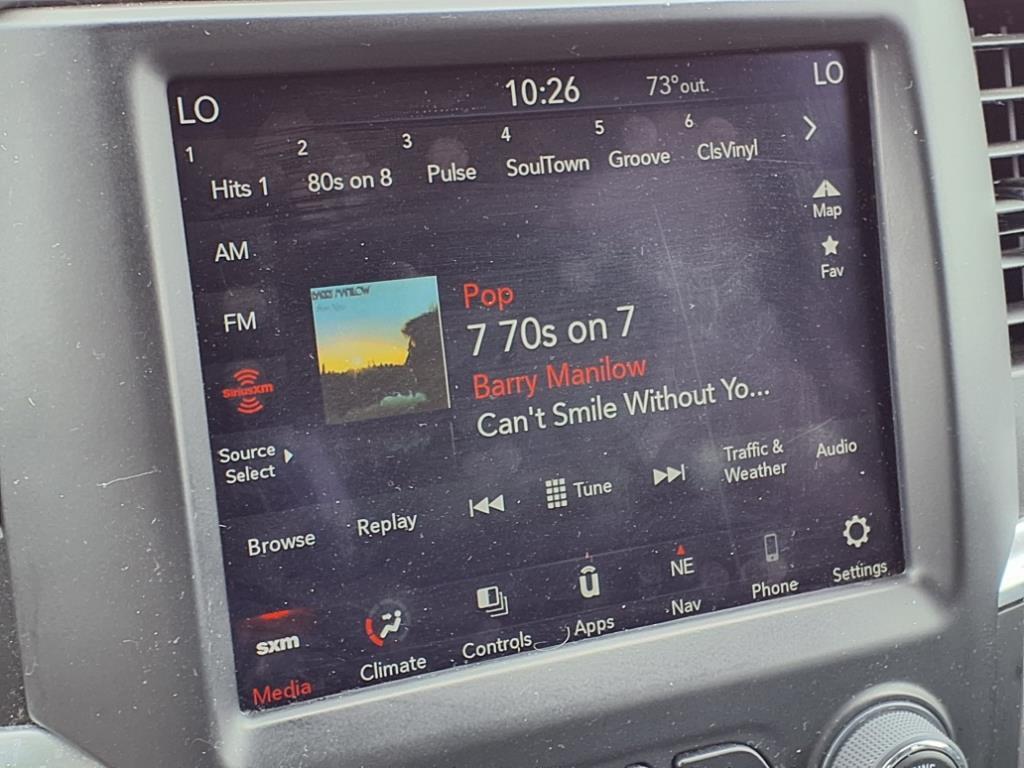 LO 10:26 73°out. LO
1 2 3 4 5 6
Hits 1 80s on 8 Pulse SoulTown Groove ClsVinyl
Map
Fav
AM
FM
SiriusXm
Source
Select
BARRY MANILOW
Pop
7 70s on 7
Barry Manilow
Can't Smile Without Yo...
Browse Replay Tune
Traffic &
Weather
Audio
sxm
Media
Climate
Controls
Apps
NE
Nav
Phone
Settings